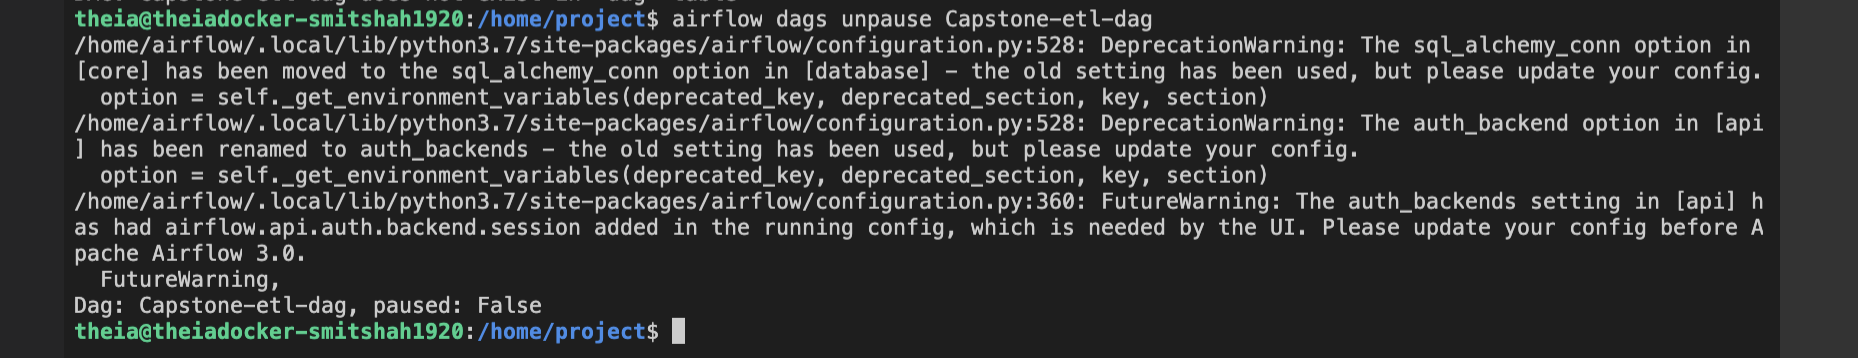 theia@theiadocker-smitshah1920:/home/project$ airflow dags unpause Capstone-etl-dag
/home/airflow/.local/lib/python3.7/site-packages/airflow/configuration.py:528: DeprecationWarning: The sql_alchemy_conn option in
[core] has been moved to the sql_alchemy_conn option in [database] – the old setting has been used, but please update your config.
  option = self._get_environment_variables(deprecated_key, deprecated_section, key, section)
/home/airflow/.local/lib/python3.7/site-packages/airflow/configuration.py:528: DeprecationWarning: The auth_backend option in [api
] has been renamed to auth_backends – the old setting has been used, but please update your config.
  option = self._get_environment_variables(deprecated_key, deprecated_section, key, section)
/home/airflow/.local/lib/python3.7/site-packages/airflow/configuration.py:360: FutureWarning: The auth_backends setting in [api] h
as had airflow.api.auth.backend.session added in the running config, which is needed by the UI. Please update your config before A
pache Airflow 3.0.
  FutureWarning,
Dag: Capstone-etl-dag, paused: False
theia@theiadocker-smitshah1920:/home/project$